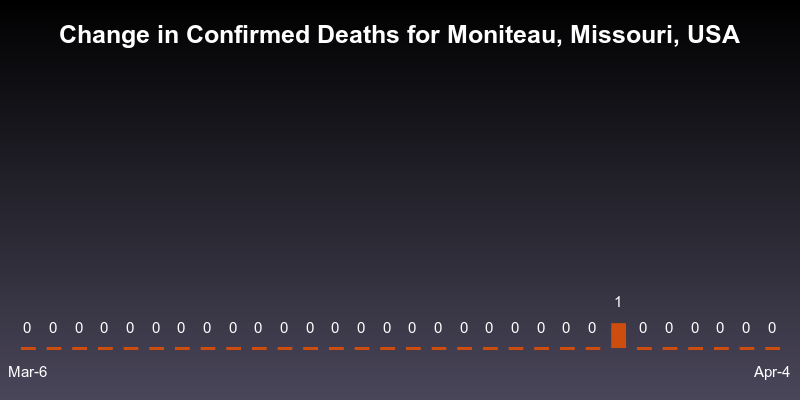 Change in Confirmed Deaths for Moniteau, Missouri, USA
1
0 0 0 0 0 0 0 0 0 0 0 0 0 0 0 0 0 0 0 0 0 0 0 0 0 0 0 0 0
Mar-6 Apr-4